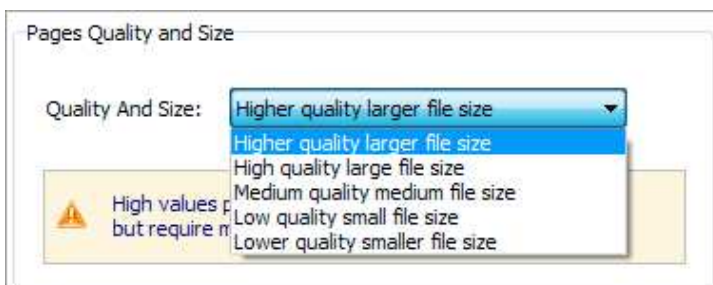 Pages Quality and Size
Quality And Size: Higher quality larger file size
Higher quality larger file size
High quality large file size
Medium quality medium file size
Low quality small file size
Lower quality smaller file size
High values
but require